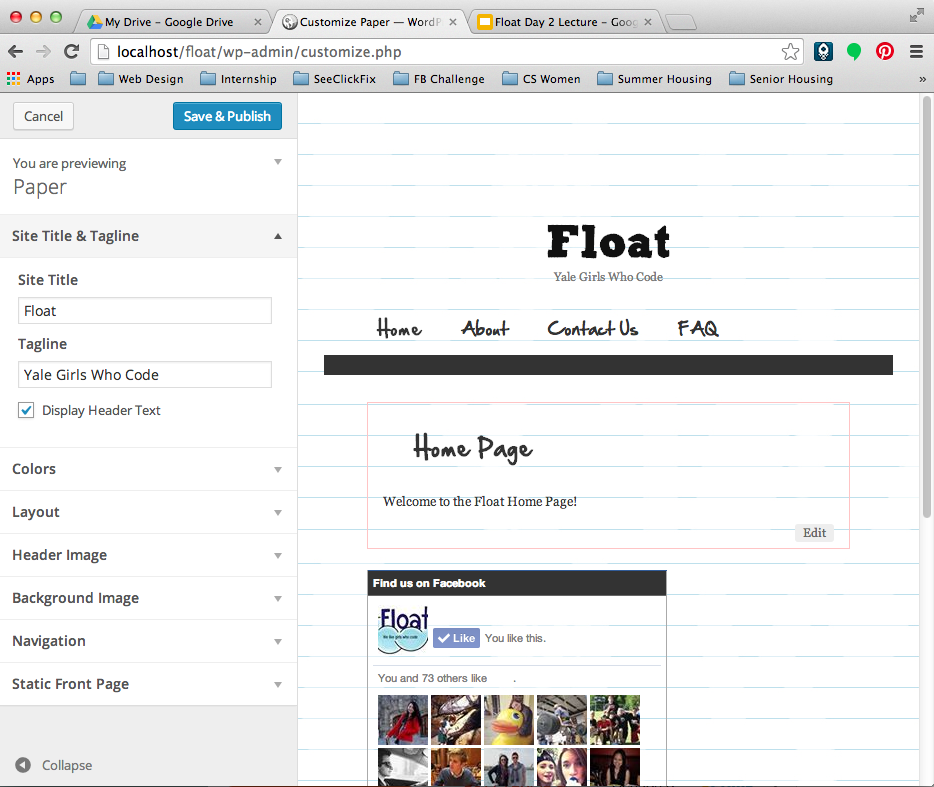 My Drive – Google Drive
Customize Paper — WordP
Float Day 2 Lecture – Goog
localhost/float/wp-admin/customize.php
Apps Web Design Internship SeeClickFix FB Challenge CS Women Summer Housing Senior Housing »
Cancel
Save & Publish
You are previewing
Paper
Site Title & Tagline
Site Title
Float
Tagline
Yale Girls Who Code
Display Header Text
Colors
Layout
Header Image
Background Image
Navigation
Static Front Page
Collapse
Float
Yale Girls Who Code
Home About Contact Us FAQ
Home Page
Welcome to the Float Home Page!
Edit
Find us on Facebook
Float
Like You like this.
You and 73 others like .